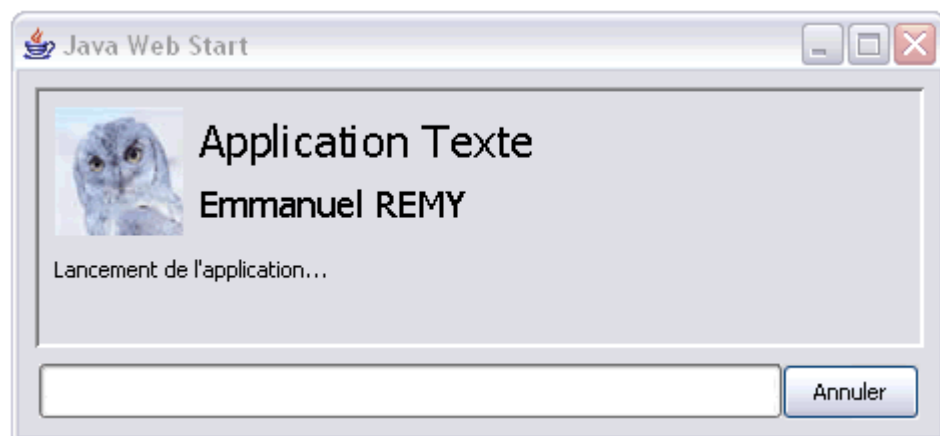 Java Web Start
Application Texte
Emmanuel REMY
Lancement de l'application...
Annuler